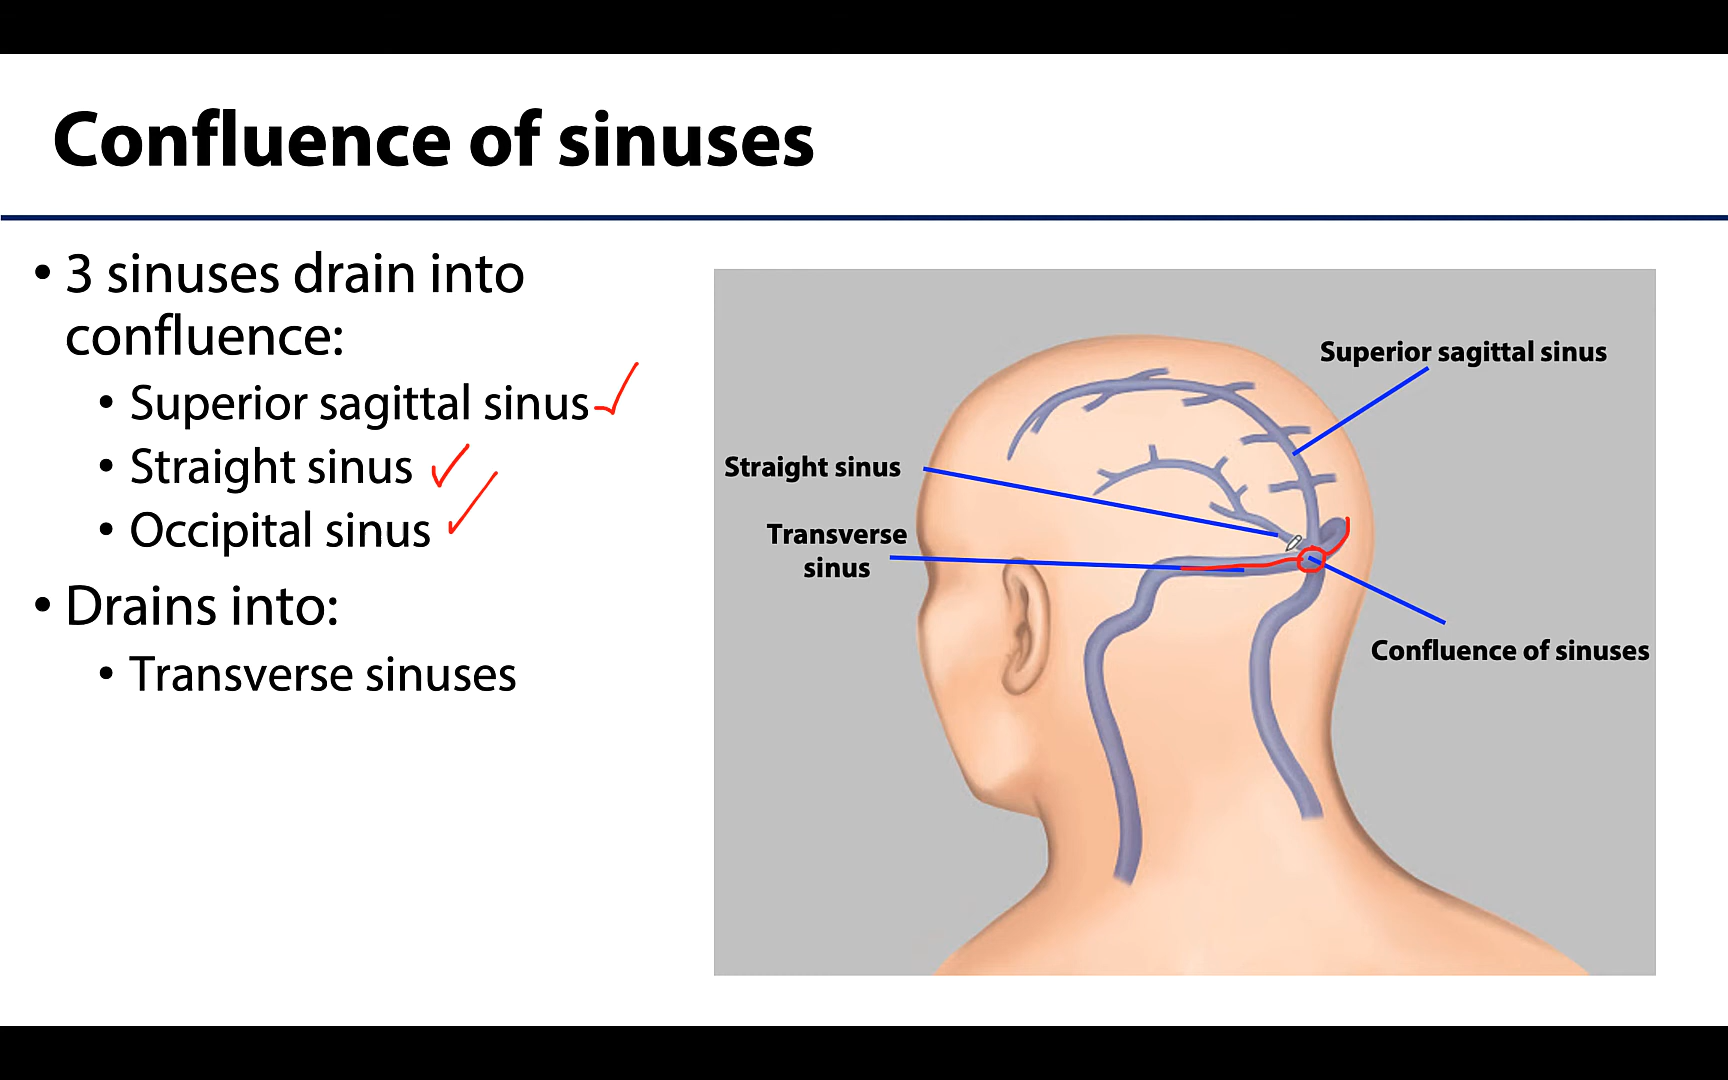 Confluence of sinuses
• 3 sinuses drain into
confluence:
• Superior sagittal sinus
• Straight sinus
• Occipital sinus
• Drains into:
• Transverse sinuses
Superior sagittal sinus
Straight sinus
Transverse
sinus
Confluence of sinuses